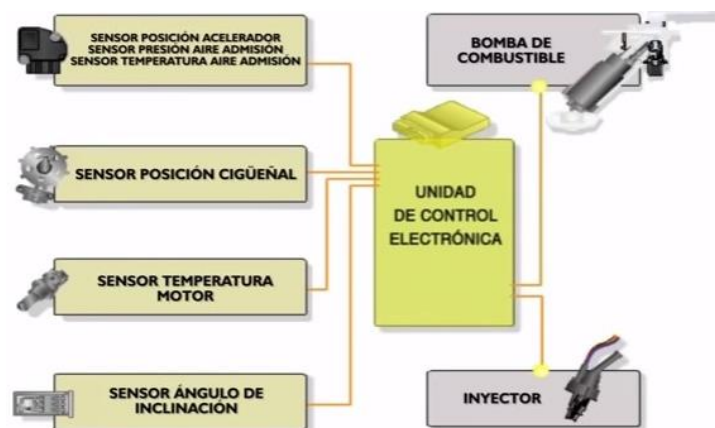 SENSOR POSICIÓN ACELERADOR
SENSOR PRESIÓN AIRE ADMISIÓN
SENSOR TEMPERATURA AIRE ADMISIÓN
SENSOR POSICIÓN CIGÜEÑAL
SENSOR TEMPERATURA
MOTOR
SENSOR ÁNGULO DE
INCLINACIÓN
UNIDAD
DE CONTROL
ELECTRÓNICA
BOMBA DE
COMBUSTIBLE
INYECTOR